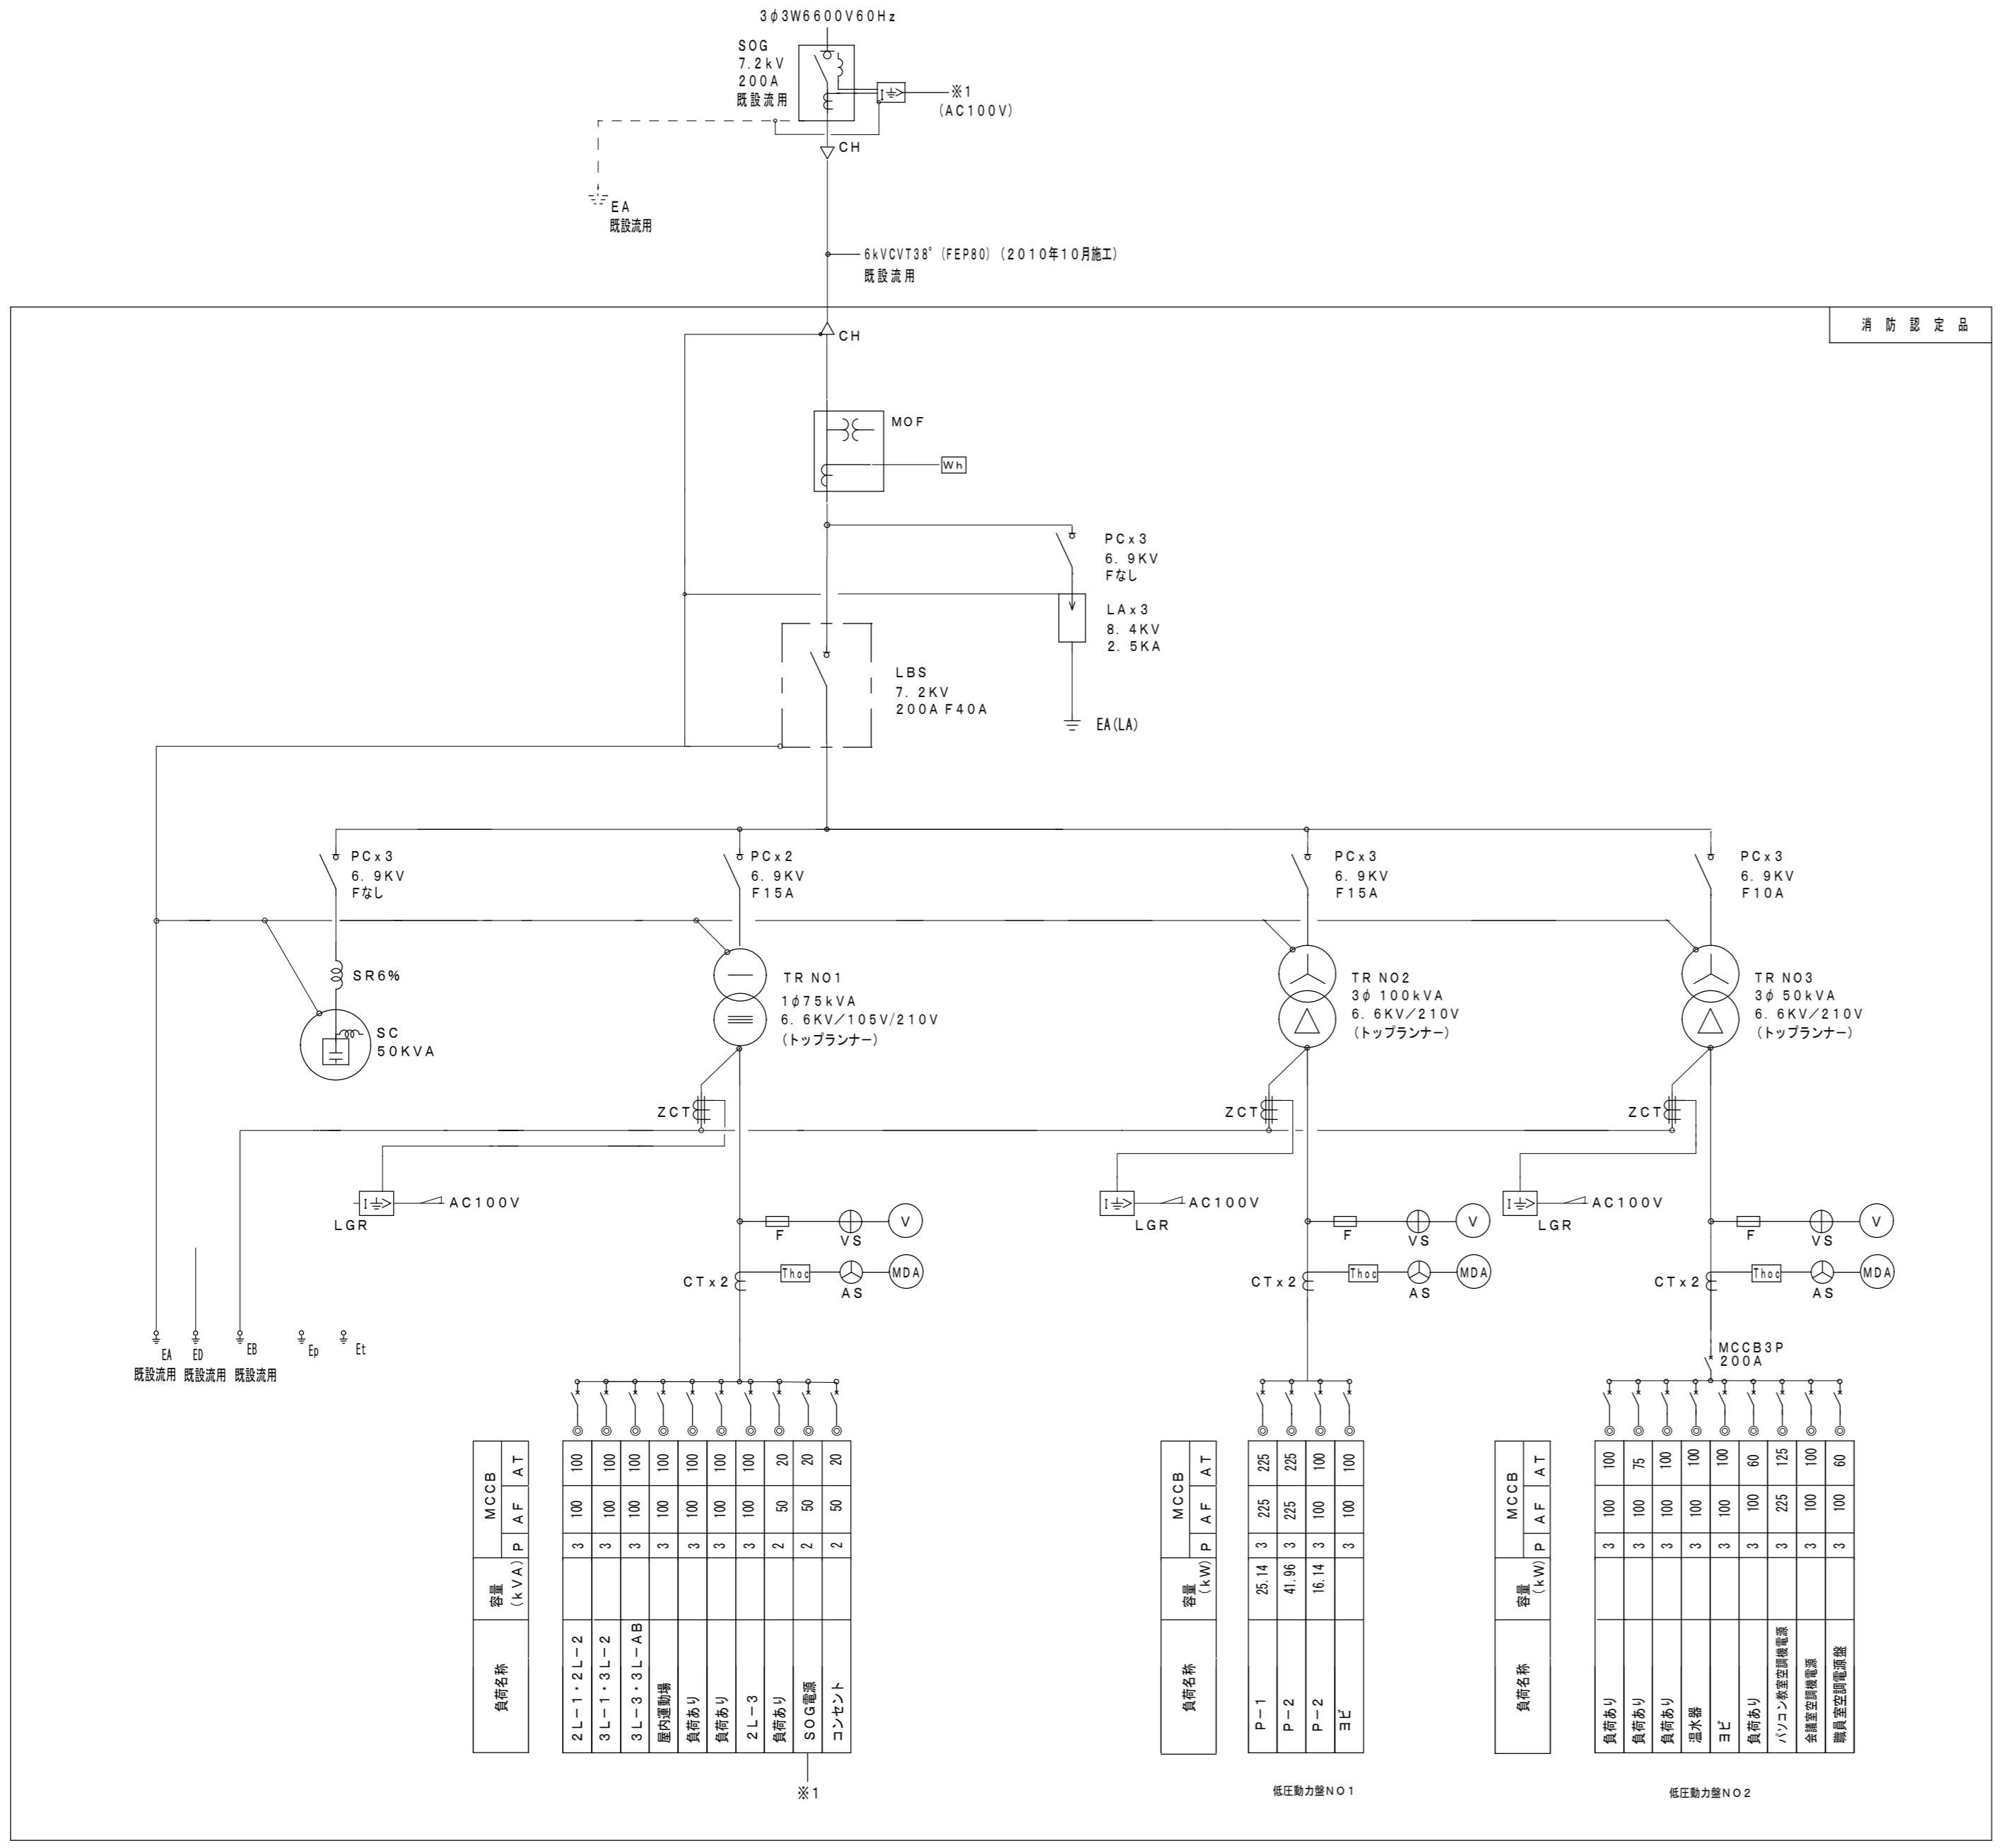 3φ3W6600V60Hz
SOG
7.2kV
200A
既設流用
I
※1
(AC100V)
CH
EA
既設流用
6kVCVT38°(FEP80)(2010年10月施工)
既設流用
消防認定品
CH
MOF
Wh
PCx3
6.9KV
Fなし
LAx3
8.4KV
2.5KA
EA(LA)
LBS
7.2KV
200A F40A
PCx3
6.9KV
Fなし
PCx2
6.9KV
F15A
PCx3
6.9KV
F15A
PCx3
6.9KV
F10A
SR6%
SC
50KVA
TR NO1
1φ75kVA
6.6KV/105V/210V
(トップランナー)
TR NO2
3φ 100kVA
6.6KV/210V
(トップランナー)
TR NO3
3φ 50kVA
6.6KV/210V
(トップランナー)
ZCT
ZCT
ZCT
I
AC100V
LGR
I
AC100V
LGR
I
AC100V
LGR
F
VS
V
F
VS
V
F
VS
V
CTx2
Thoc
AS
MDA
CTx2
Thoc
AS
MDA
CTx2
Thoc
AS
MDA
EA
既設流用
ED
既設流用
EB
既設流用
Ep
Et
MCCB3P
200A
負荷名称 容量(kVA) MCCB P AF AT
2L-1・2L-2 3 100 100
3L-1・3L-2 3 100 100
3L-3・3L-AB 3 100 100
屋内運動場 3 100 100
負荷あり 3 100 100
負荷あり 3 100 100
2L-3 3 100 100
負荷あり 2 50 20
SOG電源 2 50 20
コンセント 2 50 20
※1
負荷名称 容量(kW) MCCB P AF AT
P-1 25.14 3 225 225
P-2 41.96 3 225 225
P-2 16.14 3 100 100
ヨビ 3 100 100
低圧動力盤NO1
負荷名称 容量(kW) MCCB P AF AT
負荷あり 3 100 100
負荷あり 3 100 75
負荷あり 3 100 100
温水器 3 100 100
ヨビ 3 100 100
負荷あり 3 100 60
パソコン教室空調機電源 3 225 125
会議室空調機電源 3 100 100
職員室空調電源盤 3 100 60
低圧動力盤NO2